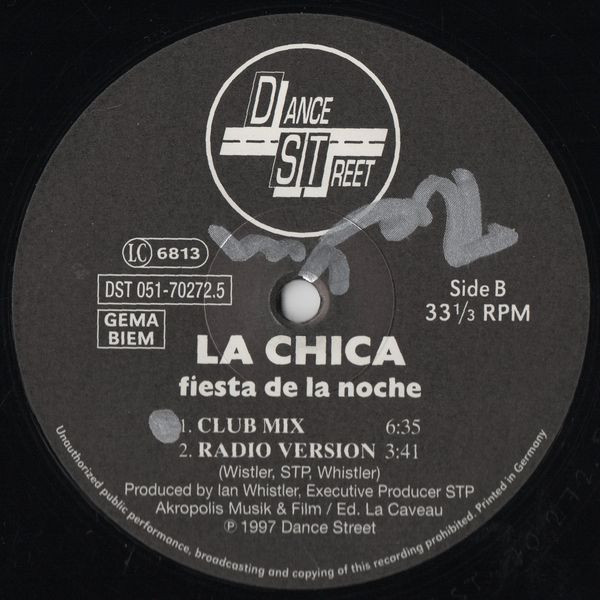 DANCE
STREET
LC 6813
DST 051-70272.5
GEMA
BIEM
Side B
33 1/3 RPM
LA CHICA
fiesta de la noche
1. CLUB MIX 6:35
2. RADIO VERSION 3:41
(Wistler, STP, Whistler)
Produced by Ian Whistler, Executive Producer STP
Akropolis Musik & Film / Ed. La Caveau
℗ 1997 Dance Street
Unauthorized public performance, broadcasting and copying of this recording prohibited. Printed in Germany